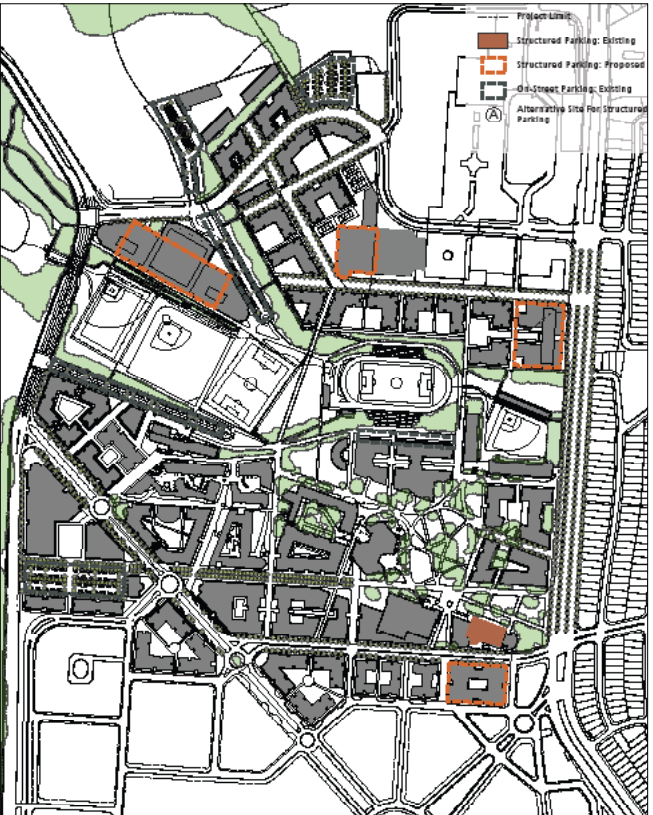 Project Limit
Structured Parking: Existing
Structured Parking: Proposed
On-Street Parking: Existing
A
Alternative Site For Structured
Parking